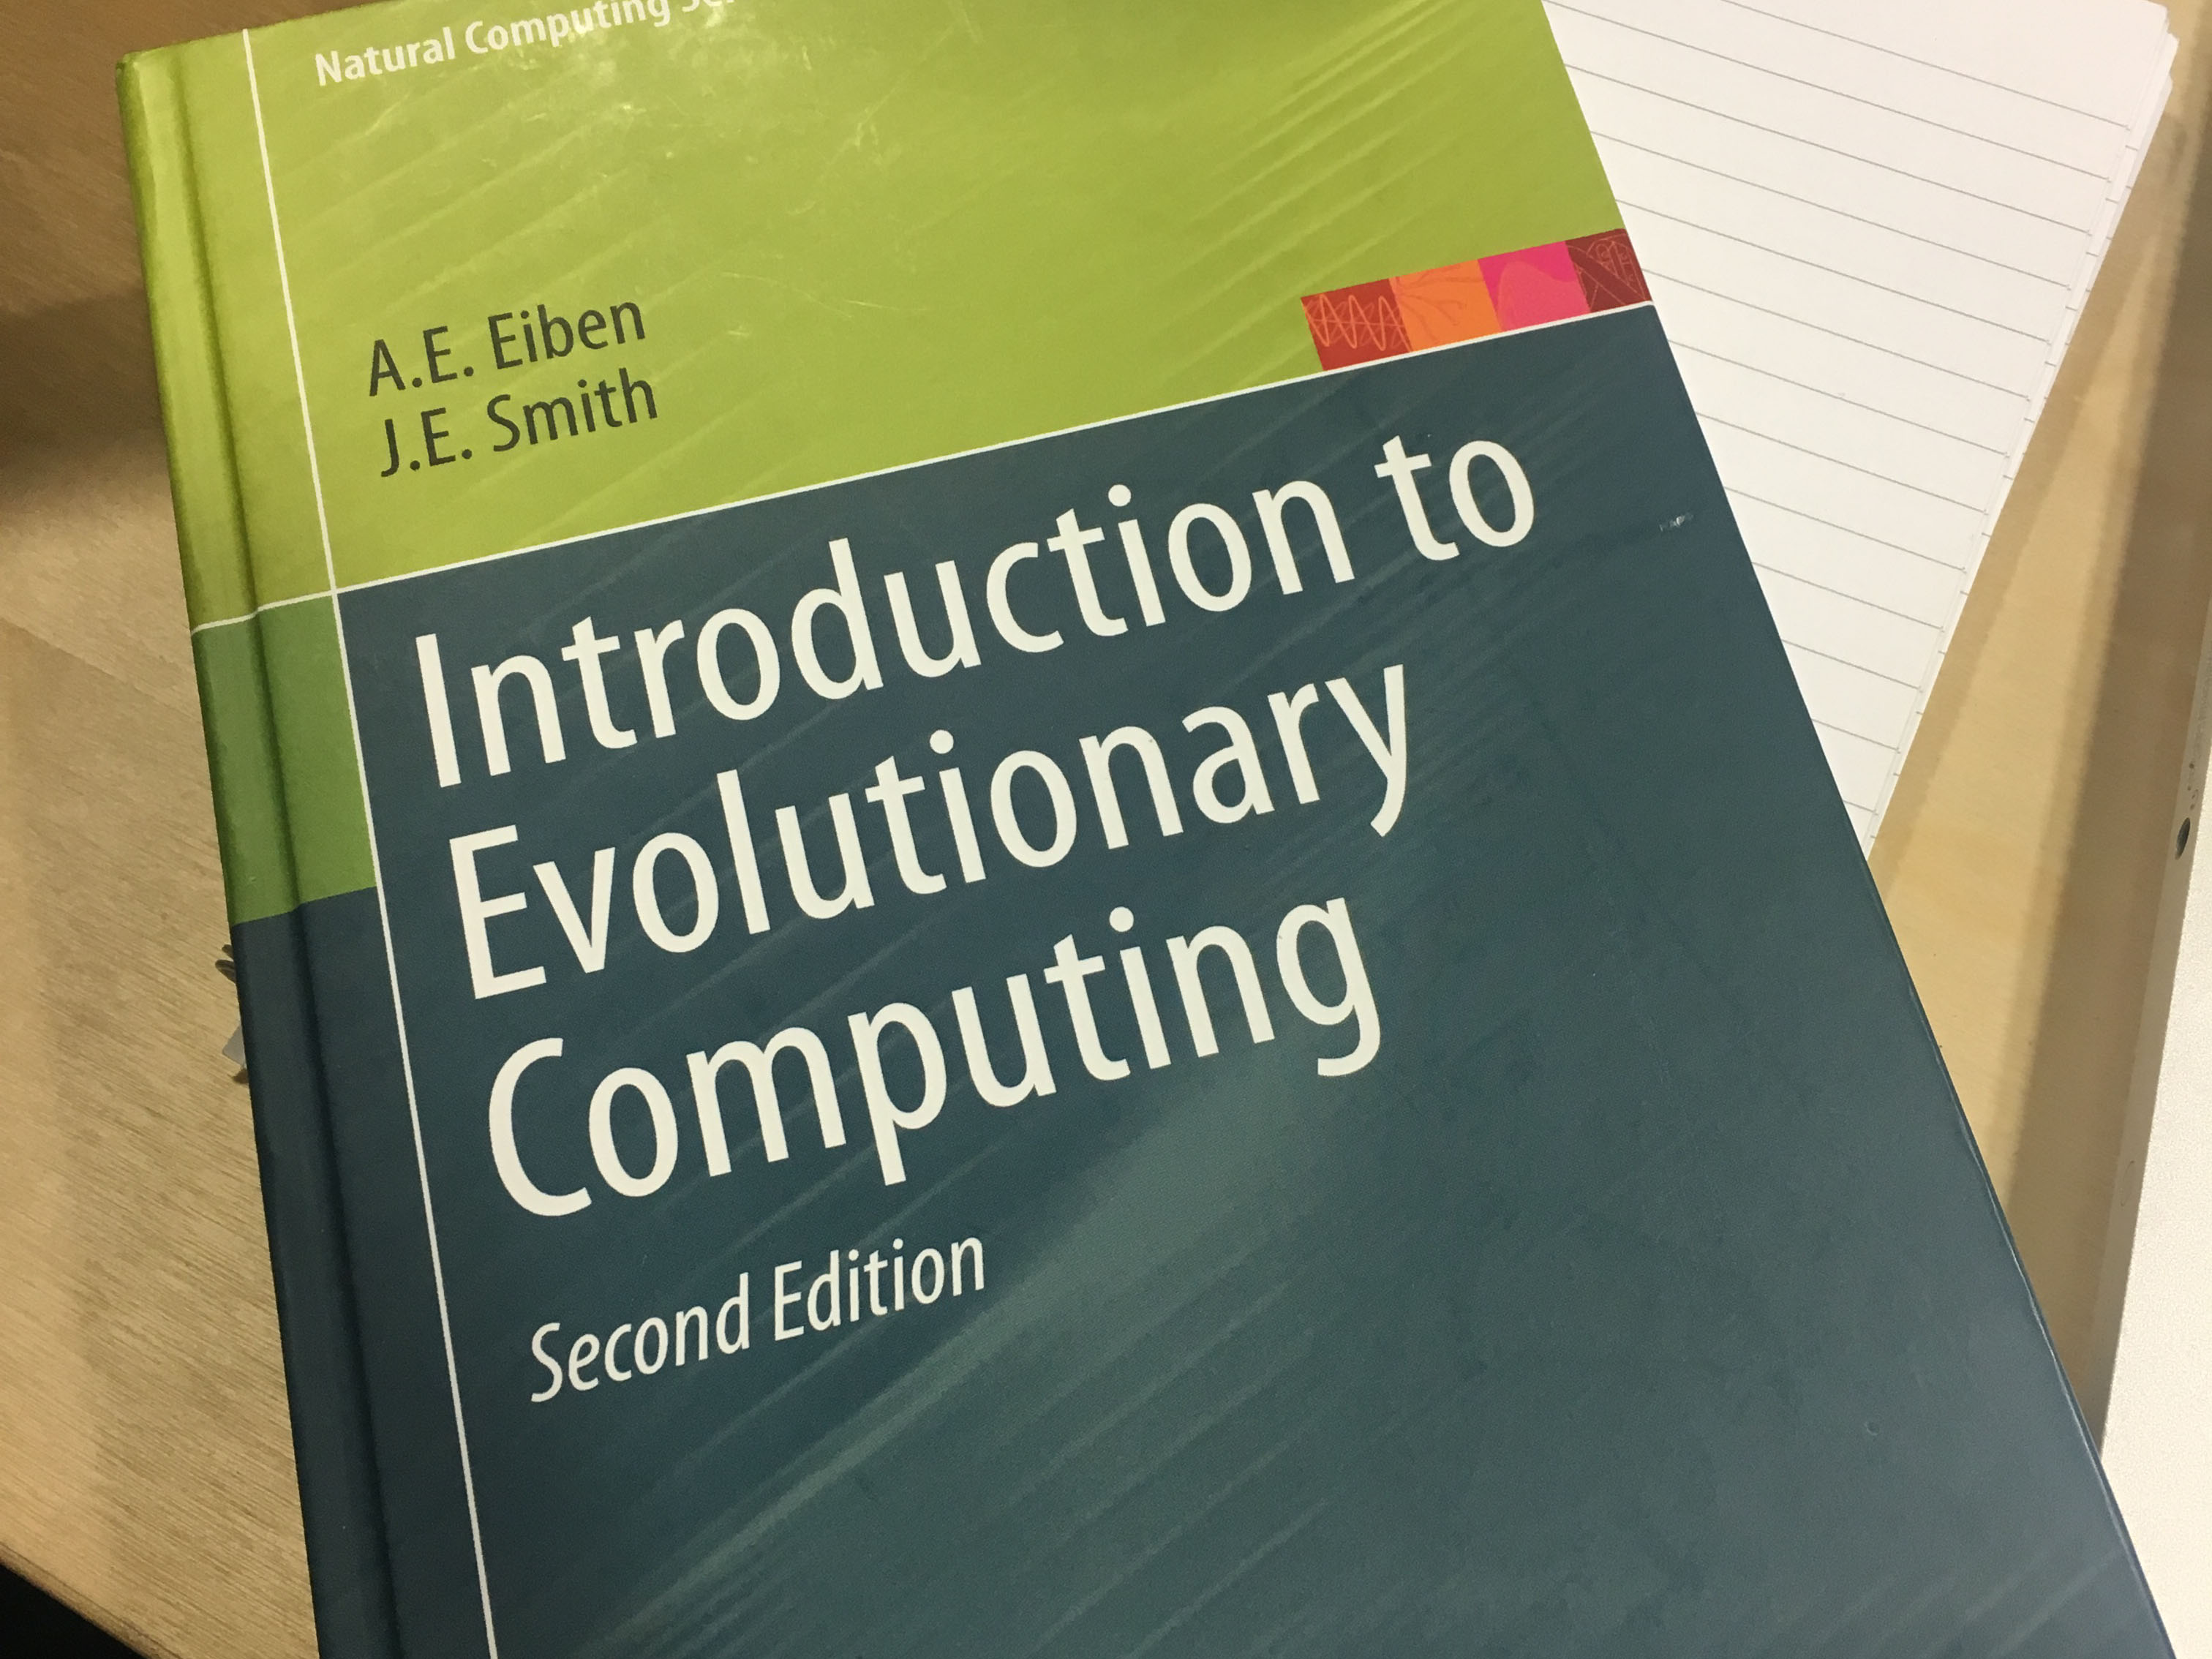 Natural Computing
A.E. Eiben
J.E. Smith
Introduction to
Evolutionary
Computing
Second Edition